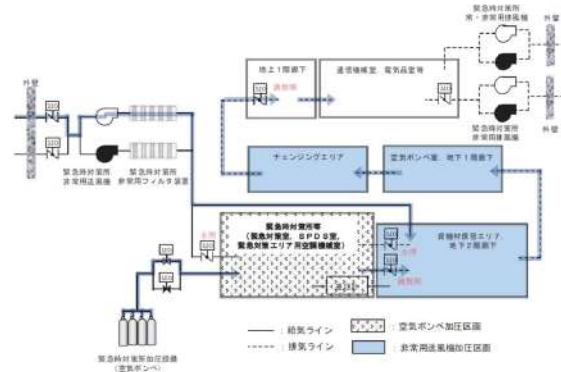 緊急時対策所
常・非常用排風機
外壁
地上1階廊下
通信機械室、電気品室等
外壁
緊急時対策所
非常用送風機
緊急時対策所
非常用フィルタ装置
緊急時対策所
非常用排風機
外壁
チェンジングエリア
空気ボンベ室、地下1階廊下
緊急時対策所等
(緊急対策室、SPDS室、
緊急対策エリア用空調機械室)
資機材保管エリア、
地下2階廊下
緊急時対策所加圧設備
(空気ボンベ)
:給気ライン
:排気ライン
:空気ボンベ加圧区画
:非常用送風機加圧区画